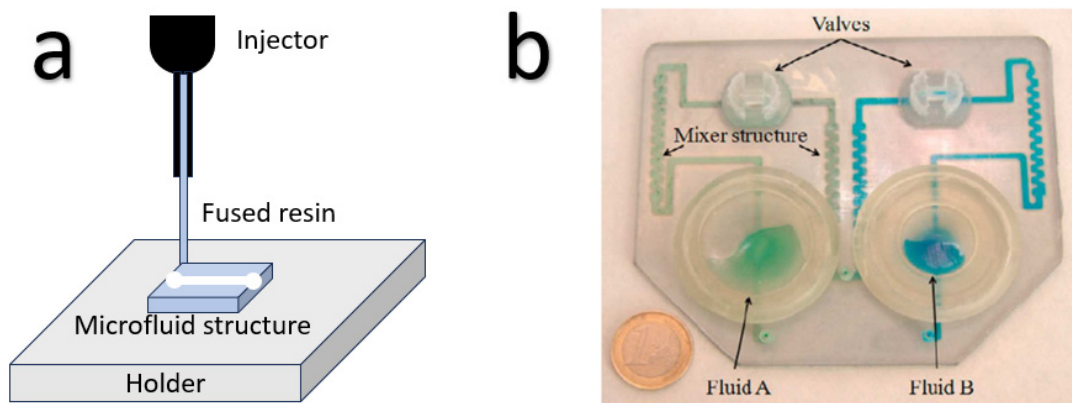 a
Injector
Fused resin
Microfluid structure
Holder
b
Valves
Mixer structure
Fluid A
Fluid B